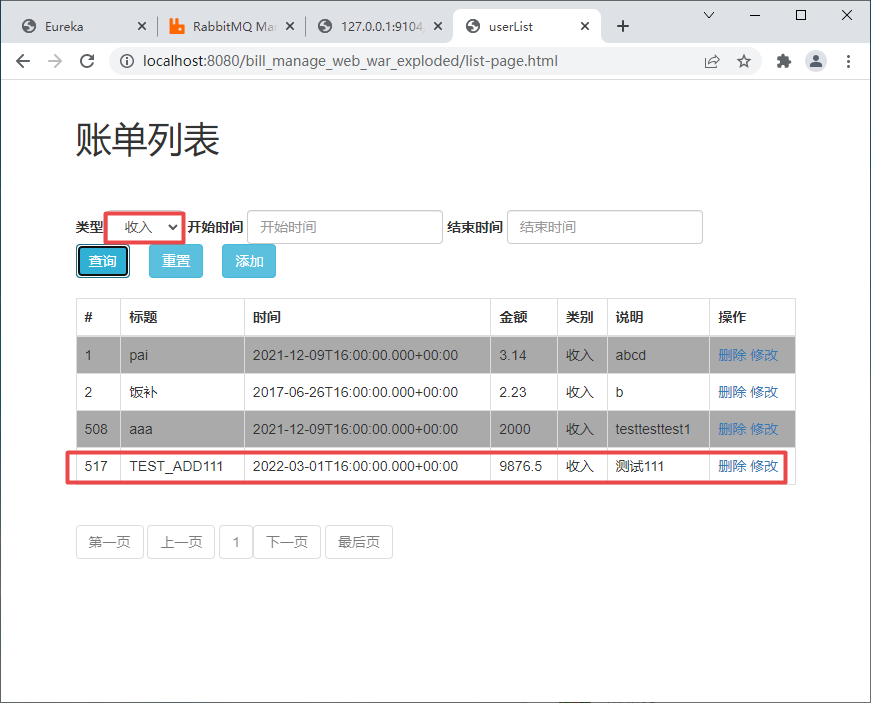 Eureka
RabbitMQ Ma
127.0.0.1:9104
userList
localhost:8080/bill_manage_web_war_exploded/list-page.html
账单列表
类型 收入 开始时间 开始时间 结束时间 结束时间
查询 重置 添加
# 标题 时间 金额 类别 说明 操作
1 pai 2021-12-09T16:00:00.000+00:00 3.14 收入 abcd 删除 修改
2 饭补 2017-06-26T16:00:00.000+00:00 2.23 收入 b 删除 修改
508 aaa 2021-12-09T16:00:00.000+00:00 2000 收入 testtesttest1 删除 修改
517 TEST_ADD111 2022-03-01T16:00:00.000+00:00 9876.5 收入 测试111 删除 修改
第一页 上一页 1 下一页 最后页